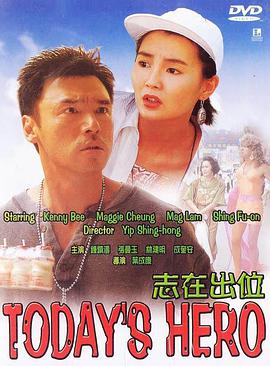 DVD
VIDEO
Starring Kenny Bee Maggie Cheung Mag Lam Shing Fu-on
Director Yip Shing-hong
主演 鍾鎮濤 張曼玉 林建明 成奎安
導演 葉成康
志在出位
TODAY'S HERO